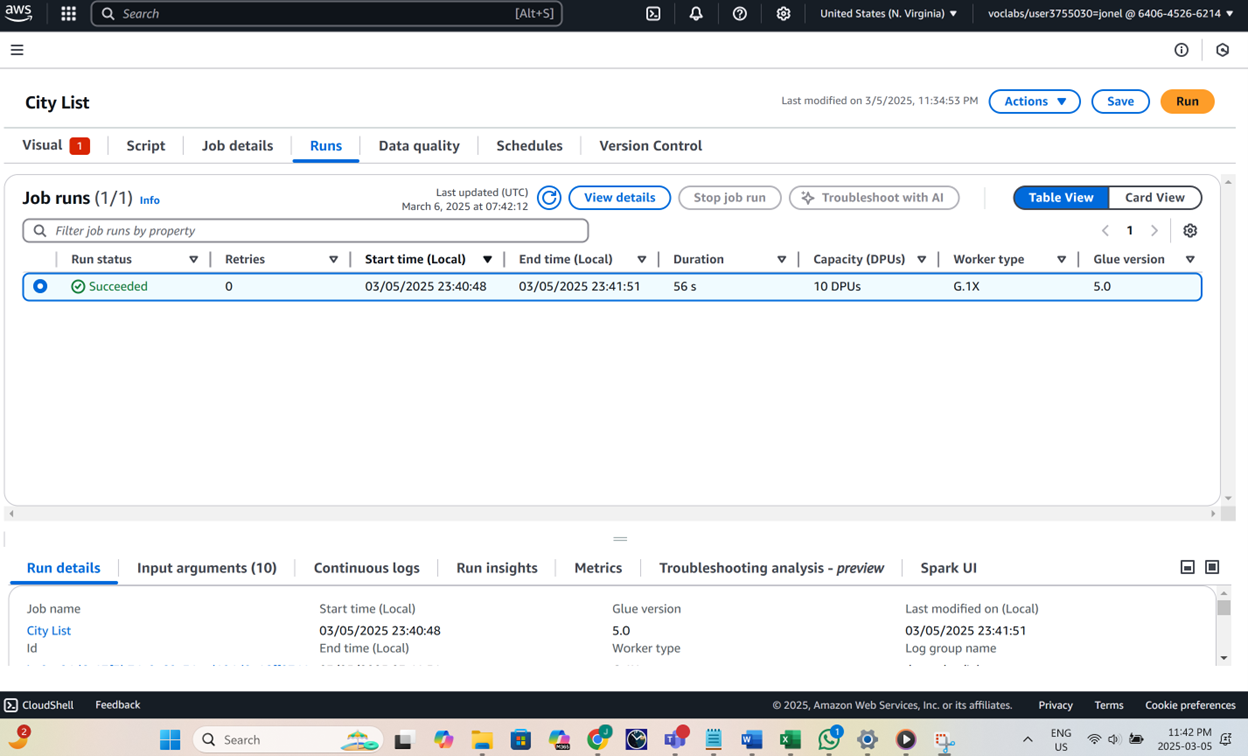 aws Search [Alt+S] United States (N. Virginia) voclabs/user3755030=jonel @ 6406-4526-6214
City List
Last modified on 3/5/2025, 11:34:53 PM Actions Save Run
Visual 1 Script Job details Runs Data quality Schedules Version Control
Job runs (1/1) Info
Last updated (UTC)
March 6, 2025 at 07:42:12
View details Stop job run Troubleshoot with AI Table View Card View
Filter job runs by property 1
Run status Retries Start time (Local) End time (Local) Duration Capacity (DPUs) Worker type Glue version
Succeeded 0 03/05/2025 23:40:48 03/05/2025 23:41:51 56 s 10 DPUs G.1X 5.0
Run details Input arguments (10) Continuous logs Run insights Metrics Troubleshooting analysis - preview Spark UI
Job name Start time (Local) Glue version Last modified on (Local)
City List 03/05/2025 23:40:48 5.0 03/05/2025 23:41:51
Id End time (Local) Worker type Log group name
CloudShell Feedback © 2025, Amazon Web Services, Inc. or its affiliates. Privacy Terms Cookie preferences
2 Search 1 ENG 11:42 PM
US 2025-03-05